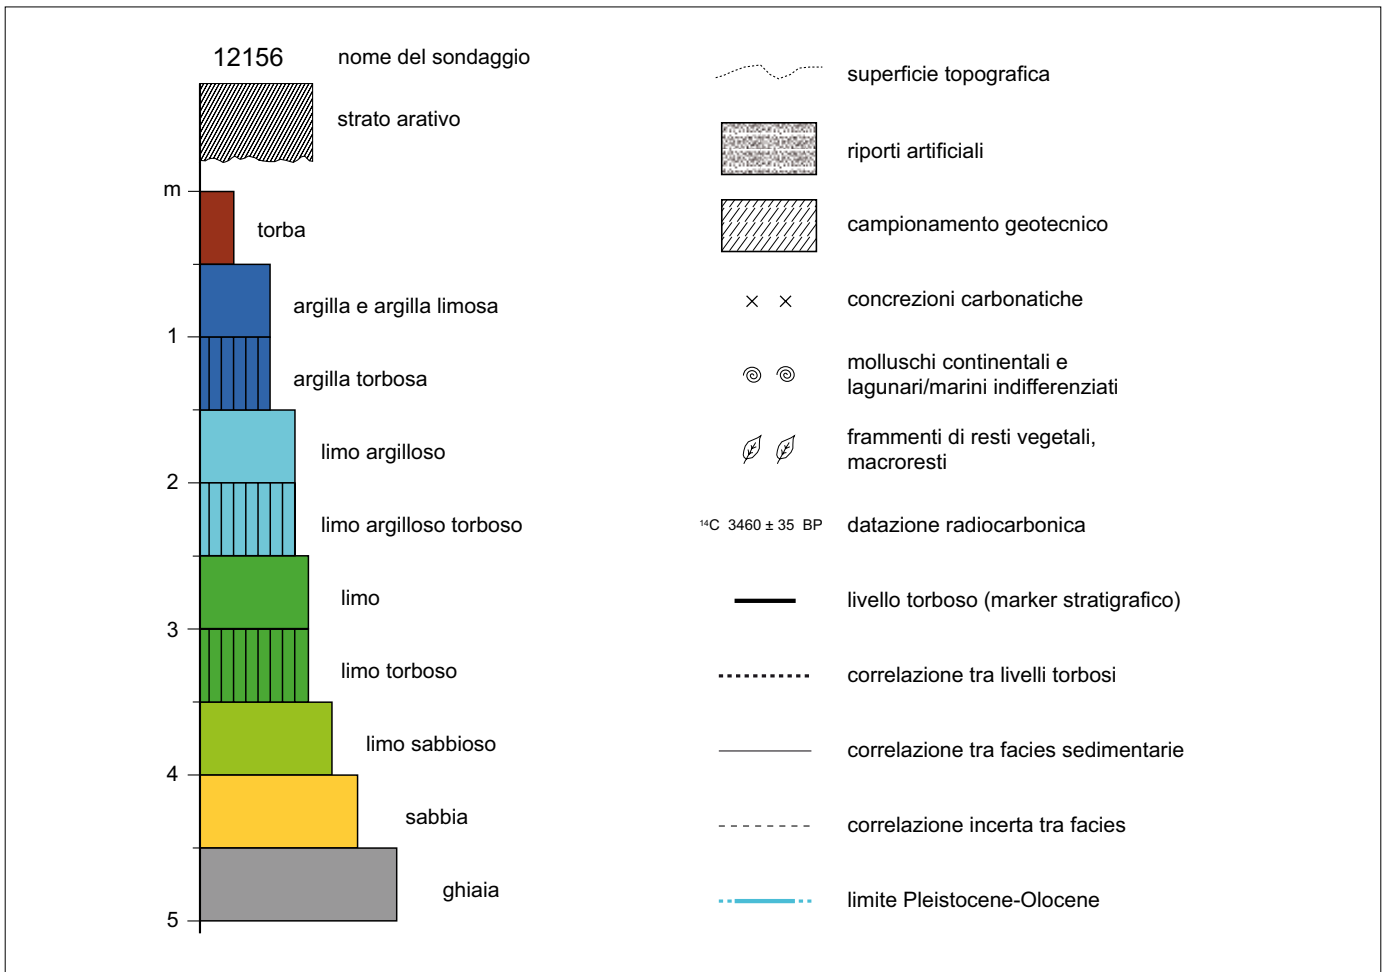 12156 nome del sondaggio
strato arativo
m
torba
argilla e argilla limosa
1
argilla torbosa
limo argilloso
2
limo argilloso torboso
limo
3
limo torboso
limo sabbioso
4
sabbia
ghiaia
5
superficie topografica
riporti artificiali
campionamento geotecnico
concrezioni carbonatiche
molluschi continentali e
lagunari/marini indifferenziati
frammenti di resti vegetali,
macroresti
¹⁴C 3460 ± 35 BP datazione radiocarbonica
livello torboso (marker stratigrafico)
correlazione tra livelli torbosi
correlazione tra facies sedimentarie
correlazione incerta tra facies
limite Pleistocene-Olocene